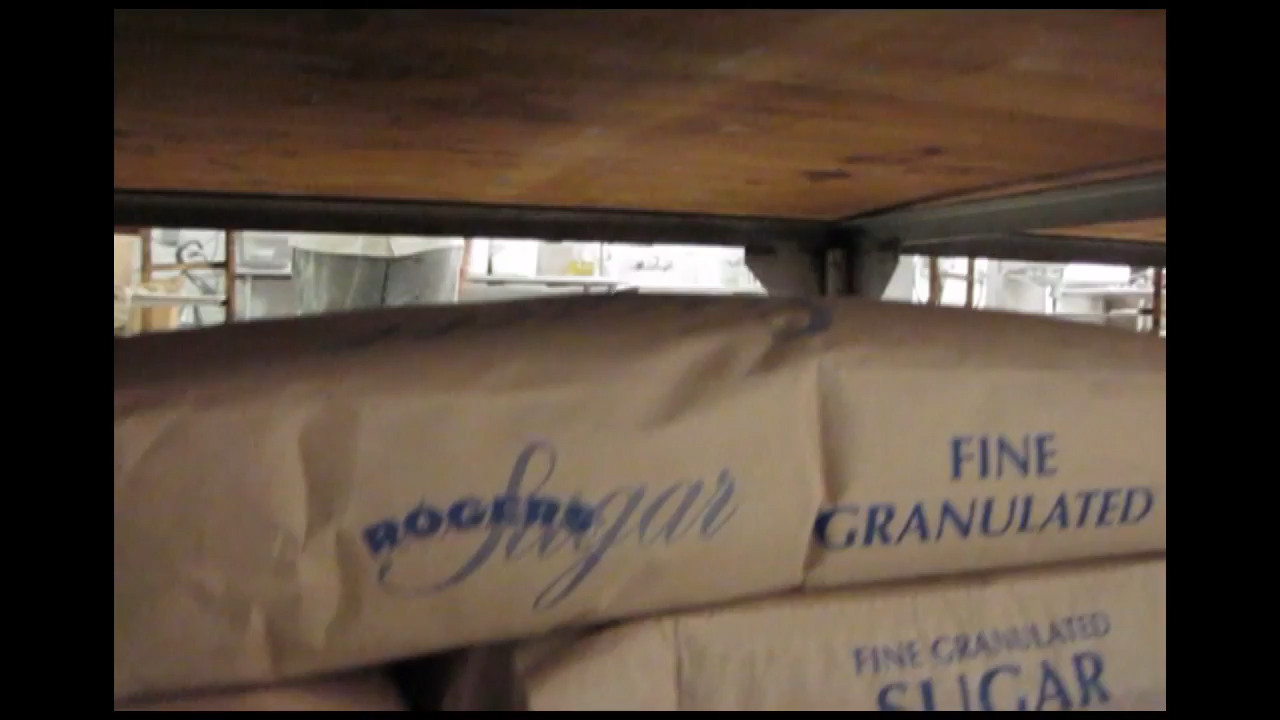 ROGERS Sugar
FINE
GRANULATED
FINE GRANULATED
SUGAR